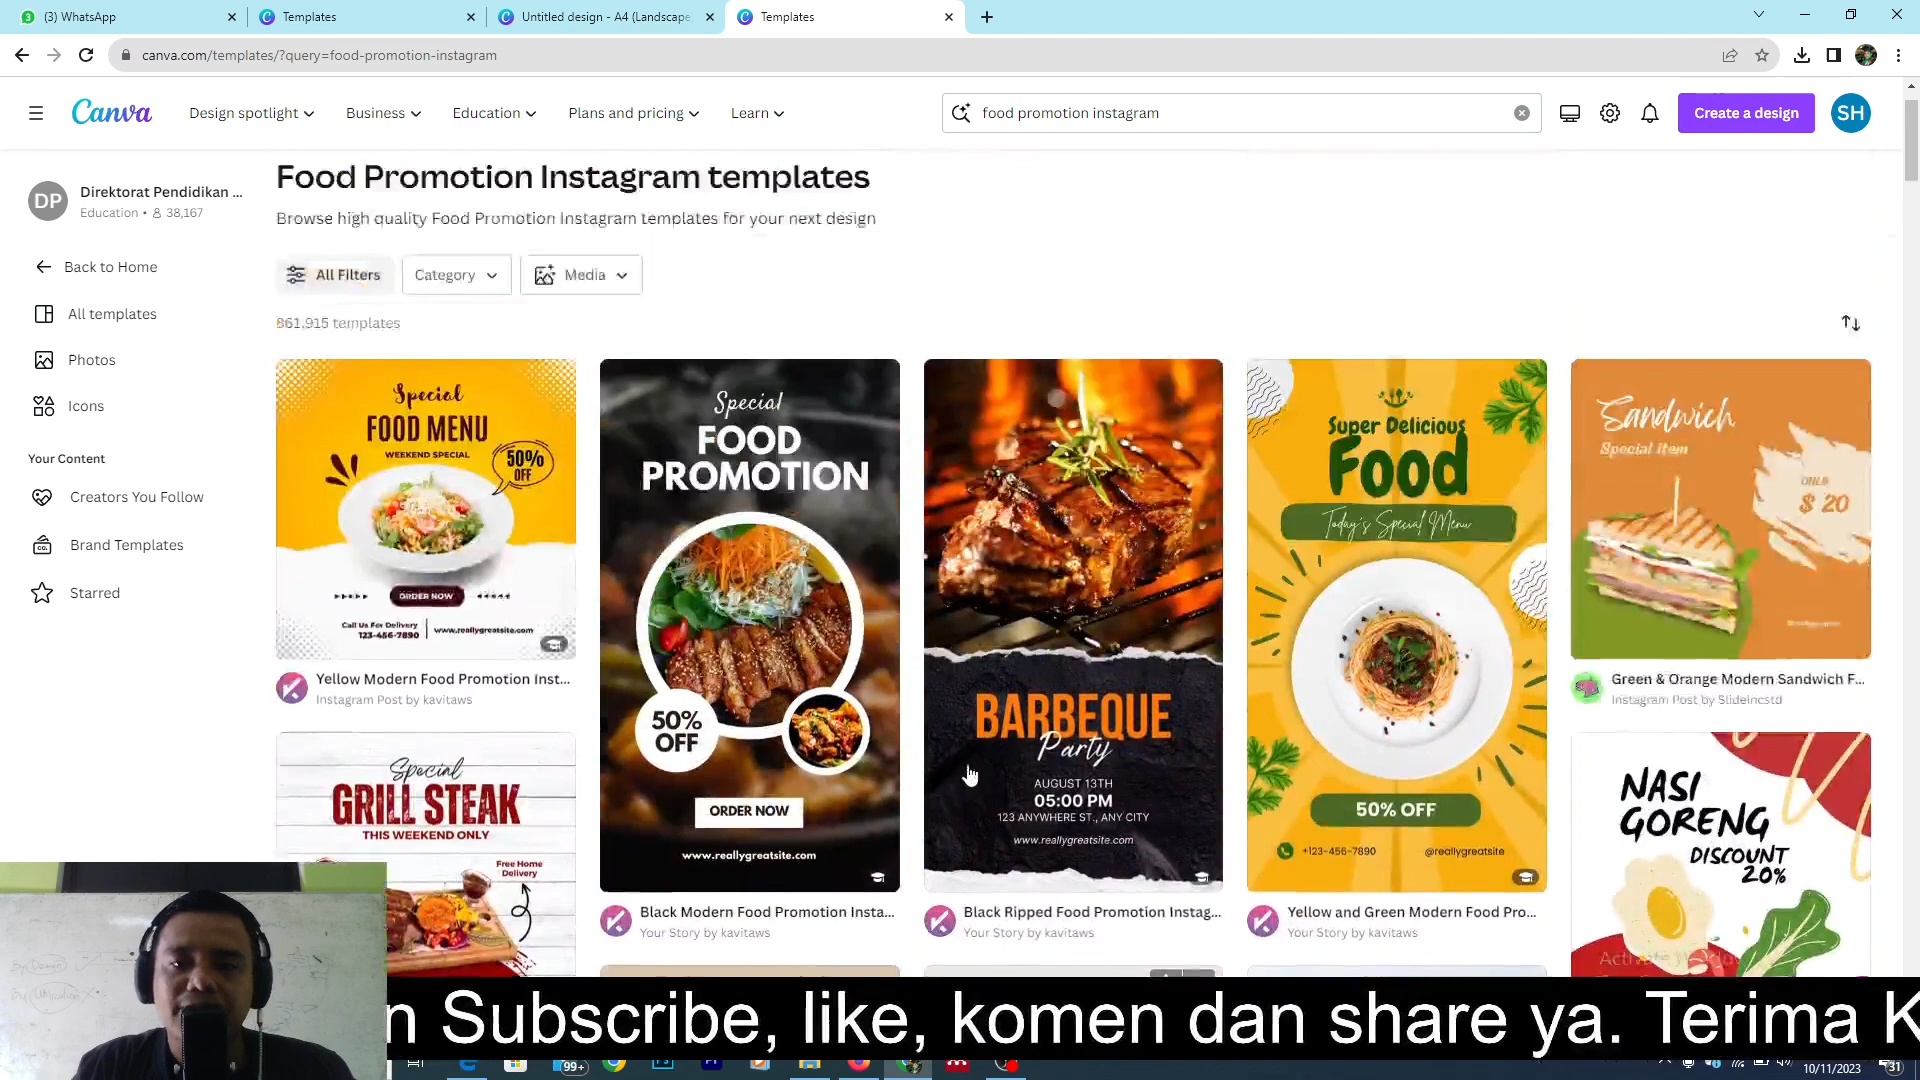 (3) WhatsApp
Templates
Untitled design - A4 (Landscape
Templates
canva.com/templates/?query=food-promotion-instagram
Canva
Design spotlight
Business
Education
Plans and pricing
Learn
food promotion instagram
Create a design
SH
DP
Direktorat Pendidikan ...
Education • 38,167
Back to Home
All templates
Photos
Icons
Your Content
Creators You Follow
Brand Templates
Starred
Food Promotion Instagram templates
Browse high quality Food Promotion Instagram templates for your next design
All Filters
Category
Media
861,915 templates
Special
FOOD MENU
WEEKEND SPECIAL
50%
OFF
ORDER NOW
Call Us For Delivery
123-456-7890
www.reallygreatsite.com
Yellow Modern Food Promotion Inst...
Instagram Post by kavitaws
Special
GRILL STEAK
THIS WEEKEND ONLY
Free Home
Delivery
Special
FOOD
PROMOTION
50%
OFF
ORDER NOW
www.reallygreatsite.com
Black Modern Food Promotion Insta...
Your Story by kavitaws
BARBEQUE
Party
AUGUST 13TH
05:00 PM
123 ANYWHERE ST., ANY CITY
www.reallygreatsite.com
Black Ripped Food Promotion Instag...
Your Story by kavitaws
Super Delicious
Food
Today's Special Menu
50% OFF
+123-456-7890
@reallygreatsite
Yellow and Green Modern Food Pro...
Your Story by kavitaws
Sandwich
Special Item
ONLY
$ 20
Green & Orange Modern Sandwich F...
Instagram Post by Slideincstd
NASI
GORENG
DISCOUNT
20%
n Subscribe, like, komen dan share ya. Terima K
99+
10/11/2023
31